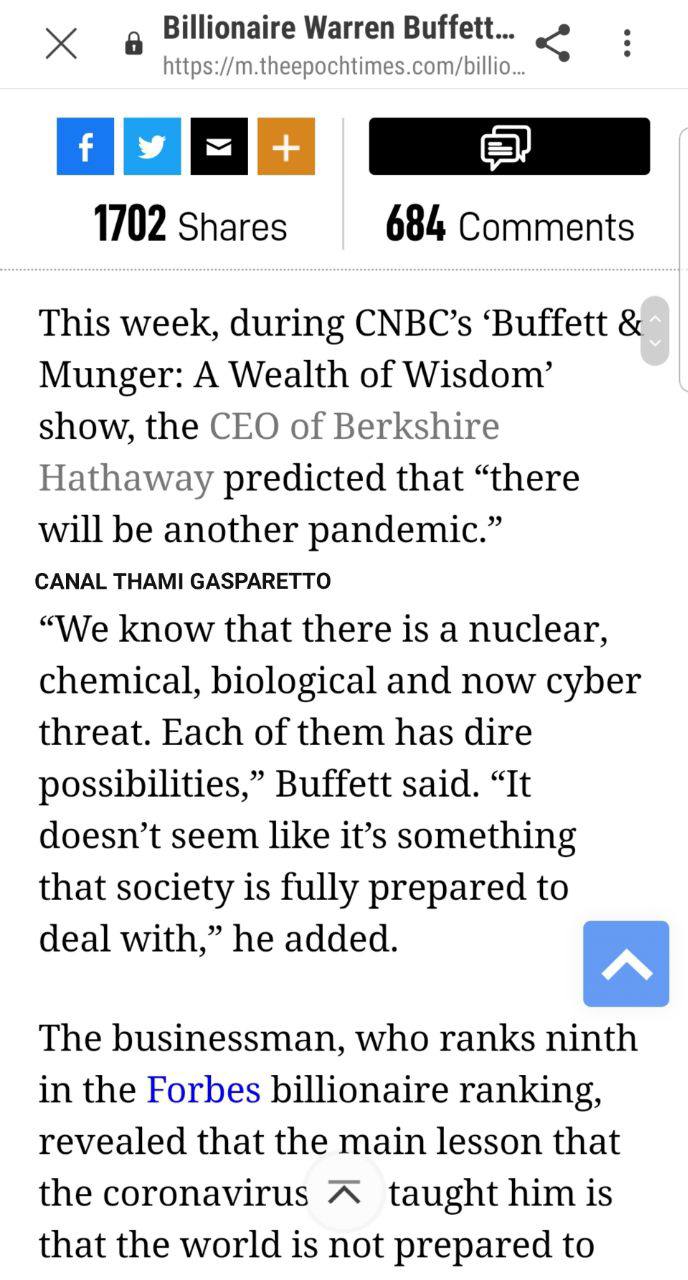 Billionaire Warren Buffett...
https://m.theepochtimes.com/billio...
1702 Shares
684 Comments
This week, during CNBC’s ‘Buffett &
Munger: A Wealth of Wisdom’
show, the CEO of Berkshire
Hathaway predicted that “there
will be another pandemic.”
CANAL THAMI GASPARETTO
“We know that there is a nuclear,
chemical, biological and now cyber
threat. Each of them has dire
possibilities,” Buffett said. “It
doesn’t seem like it’s something
that society is fully prepared to
deal with,” he added.
The businessman, who ranks ninth
in the Forbes billionaire ranking,
revealed that the main lesson that
the coronavirus taught him is
that the world is not prepared to